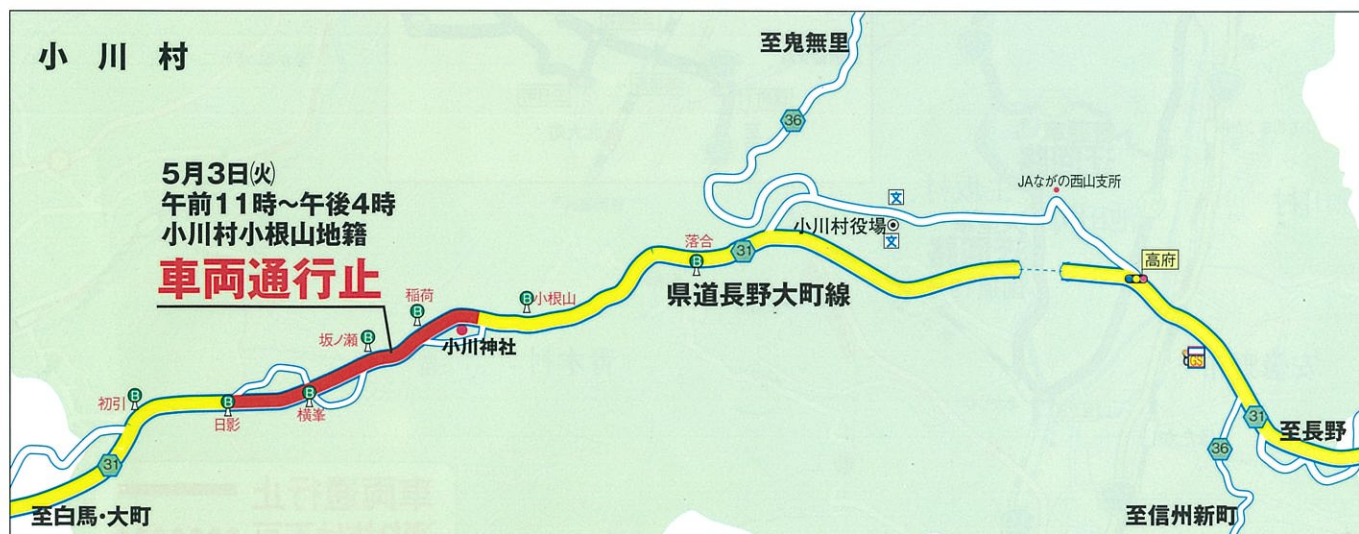 小川村
至鬼無里
36
5月3日㈫
午前11時～午後4時
小川村小根山地籍
車両通行止
JAながの西山支所
文
小川村役場
文
落合
B
31
高府
県道長野大町線
稲荷
B
B
小根山
坂ノ瀬
B
小川神社
GS
初引
B
B
日影
B
横峯
31
至長野
31
36
至白馬・大町
至信州新町